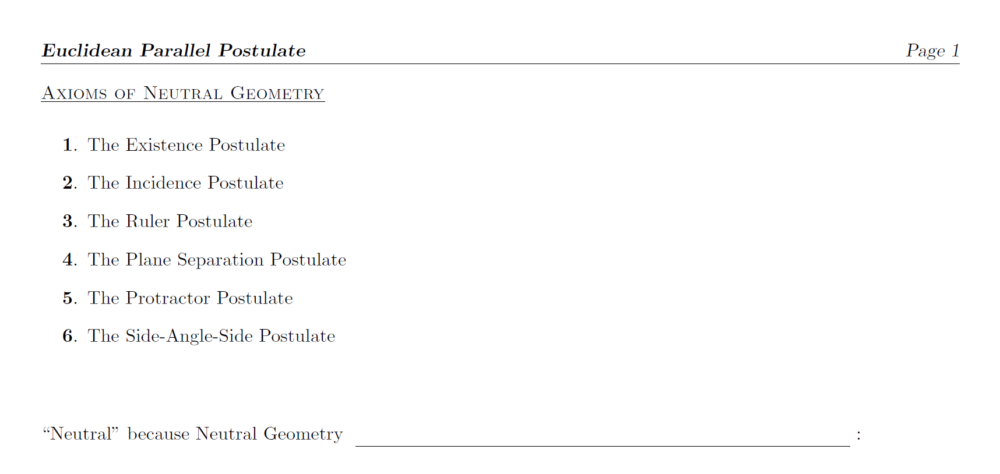 Euclidean Parallel Postulate Page 1
Axioms of Neutral Geometry
1. The Existence Postulate
2. The Incidence Postulate
3. The Ruler Postulate
4. The Plane Separation Postulate
5. The Protractor Postulate
6. The Side-Angle-Side Postulate
“Neutral” because Neutral Geometry :